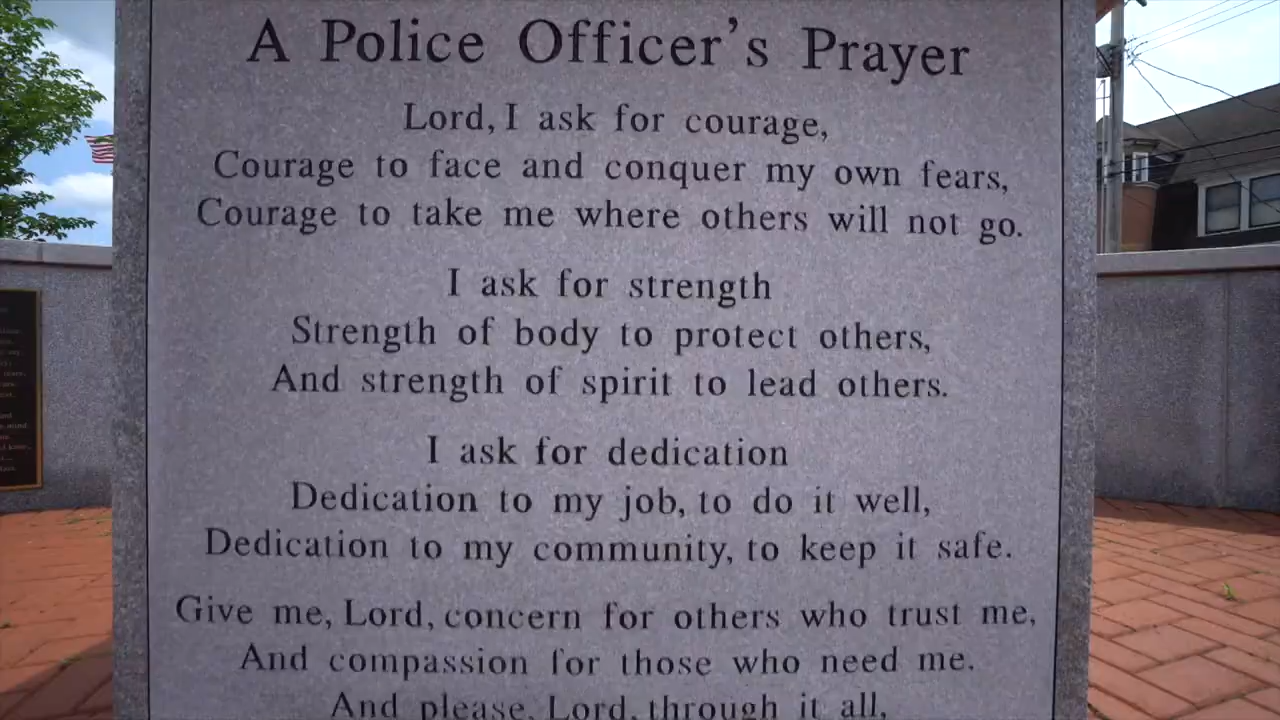 A Police Officer's Prayer
Lord, I ask for courage,
Courage to face and conquer my own fears,
Courage to take me where others will not go.
I ask for strength
Strength of body to protect others,
And strength of spirit to lead others.
I ask for dedication
Dedication to my job, to do it well,
Dedication to my community, to keep it safe.
Give me, Lord, concern for others who trust me,
And compassion for those who need me.
And please, Lord, through it all,